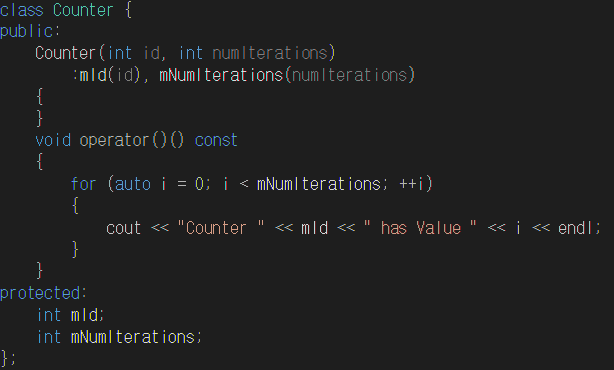 class Counter {
public:
    Counter(int id, int numIterations)
        :mId(id), mNumIterations(numIterations)
    {
    }
    void operator()() const
    {
        for (auto i = 0; i < mNumIterations; ++i)
        {
            cout << "Counter " << mId << " has Value " << i << endl;
        }
    }
protected:
    int mId;
    int mNumIterations;
};